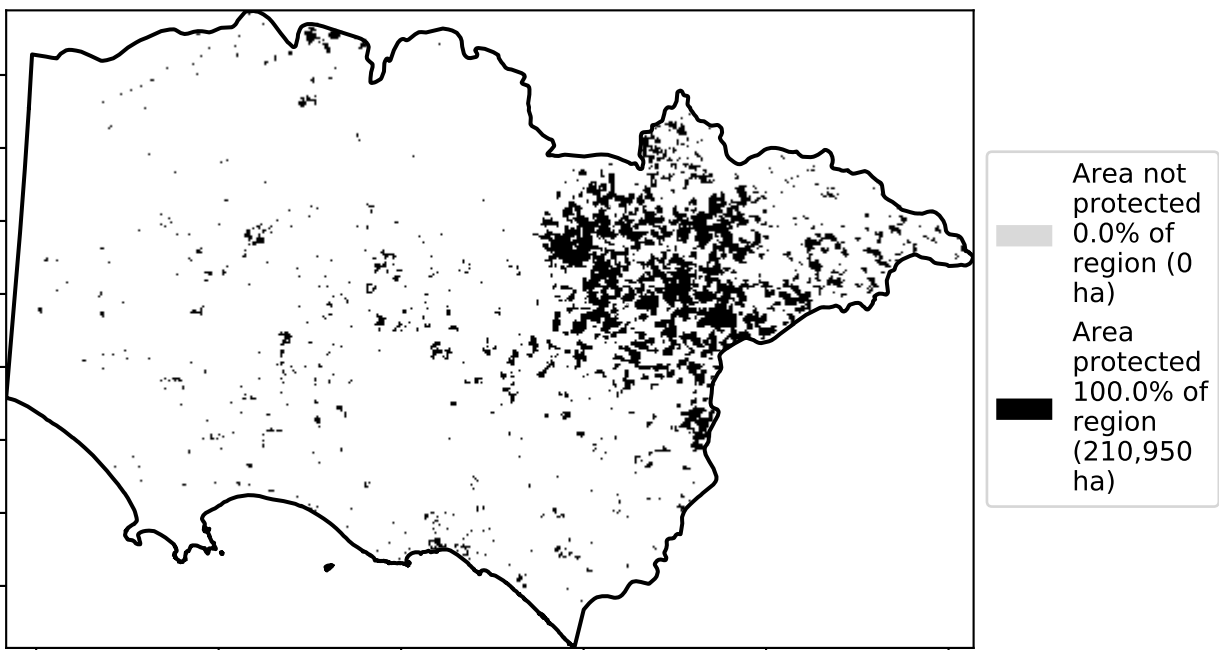 Area not
protected
0.0% of
region (0
ha)
Area
protected
100.0% of
region
(210,950
ha)